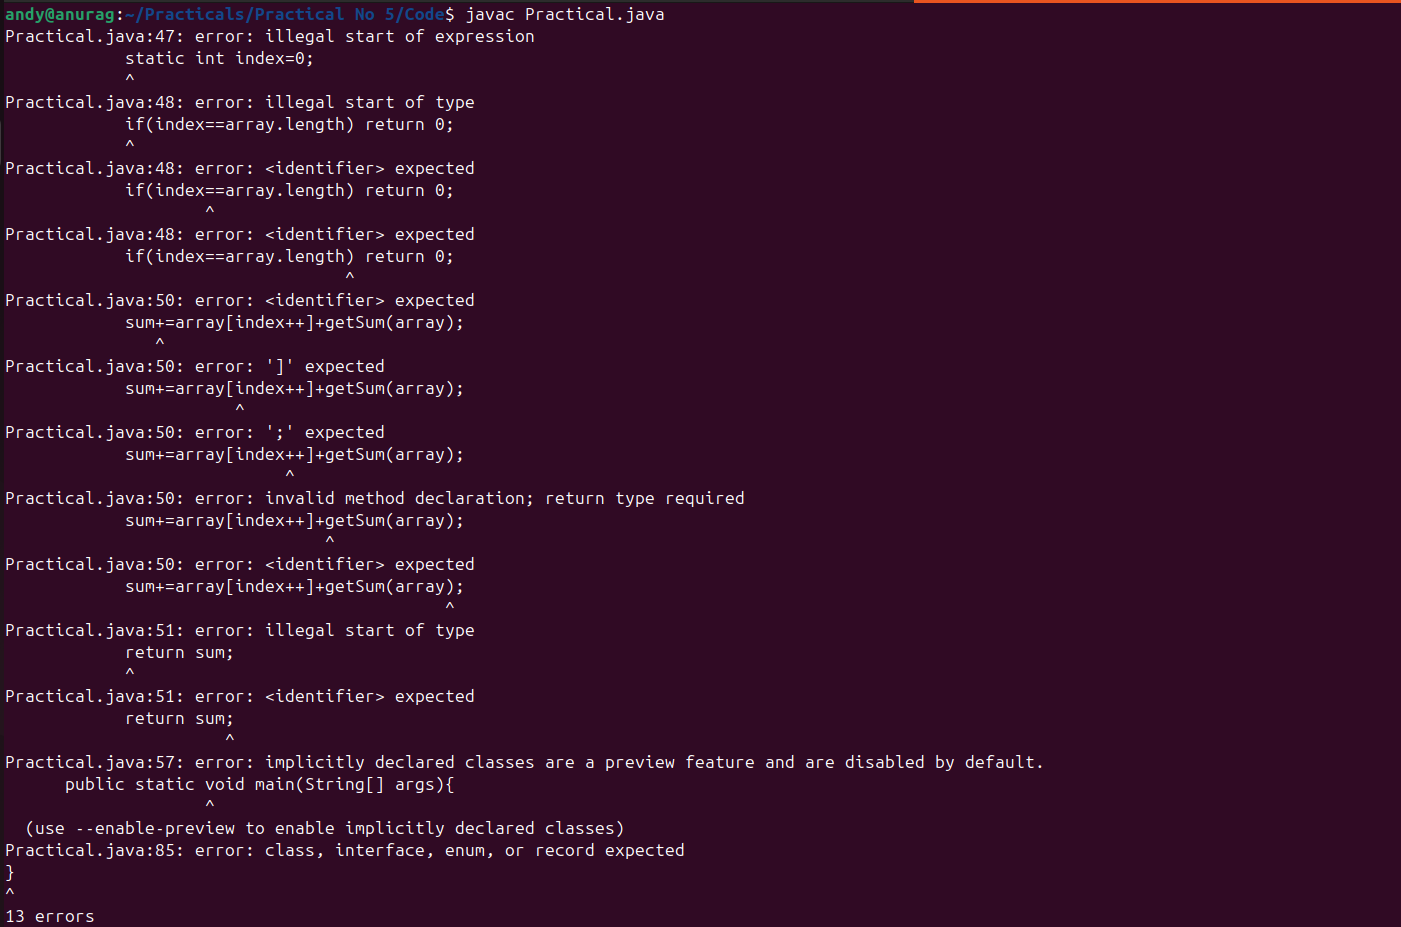 andy@anurag:~/Practicals/Practical No 5/Code$ javac Practical.java
Practical.java:47: error: illegal start of expression
            static int index=0;
            ^
Practical.java:48: error: illegal start of type
            if(index==array.length) return 0;
            ^
Practical.java:48: error: <identifier> expected
            if(index==array.length) return 0;
                    ^
Practical.java:48: error: <identifier> expected
            if(index==array.length) return 0;
                                  ^
Practical.java:50: error: <identifier> expected
            sum+=array[index++]+getSum(array);
               ^
Practical.java:50: error: ']' expected
            sum+=array[index++]+getSum(array);
                       ^
Practical.java:50: error: ';' expected
            sum+=array[index++]+getSum(array);
                            ^
Practical.java:50: error: invalid method declaration; return type required
            sum+=array[index++]+getSum(array);
                                ^
Practical.java:50: error: <identifier> expected
            sum+=array[index++]+getSum(array);
                                            ^
Practical.java:51: error: illegal start of type
            return sum;
            ^
Practical.java:51: error: <identifier> expected
            return sum;
                      ^
Practical.java:57: error: implicitly declared classes are a preview feature and are disabled by default.
      public static void main(String[] args){
                    ^
  (use --enable-preview to enable implicitly declared classes)
Practical.java:85: error: class, interface, enum, or record expected
}
^
13 errors